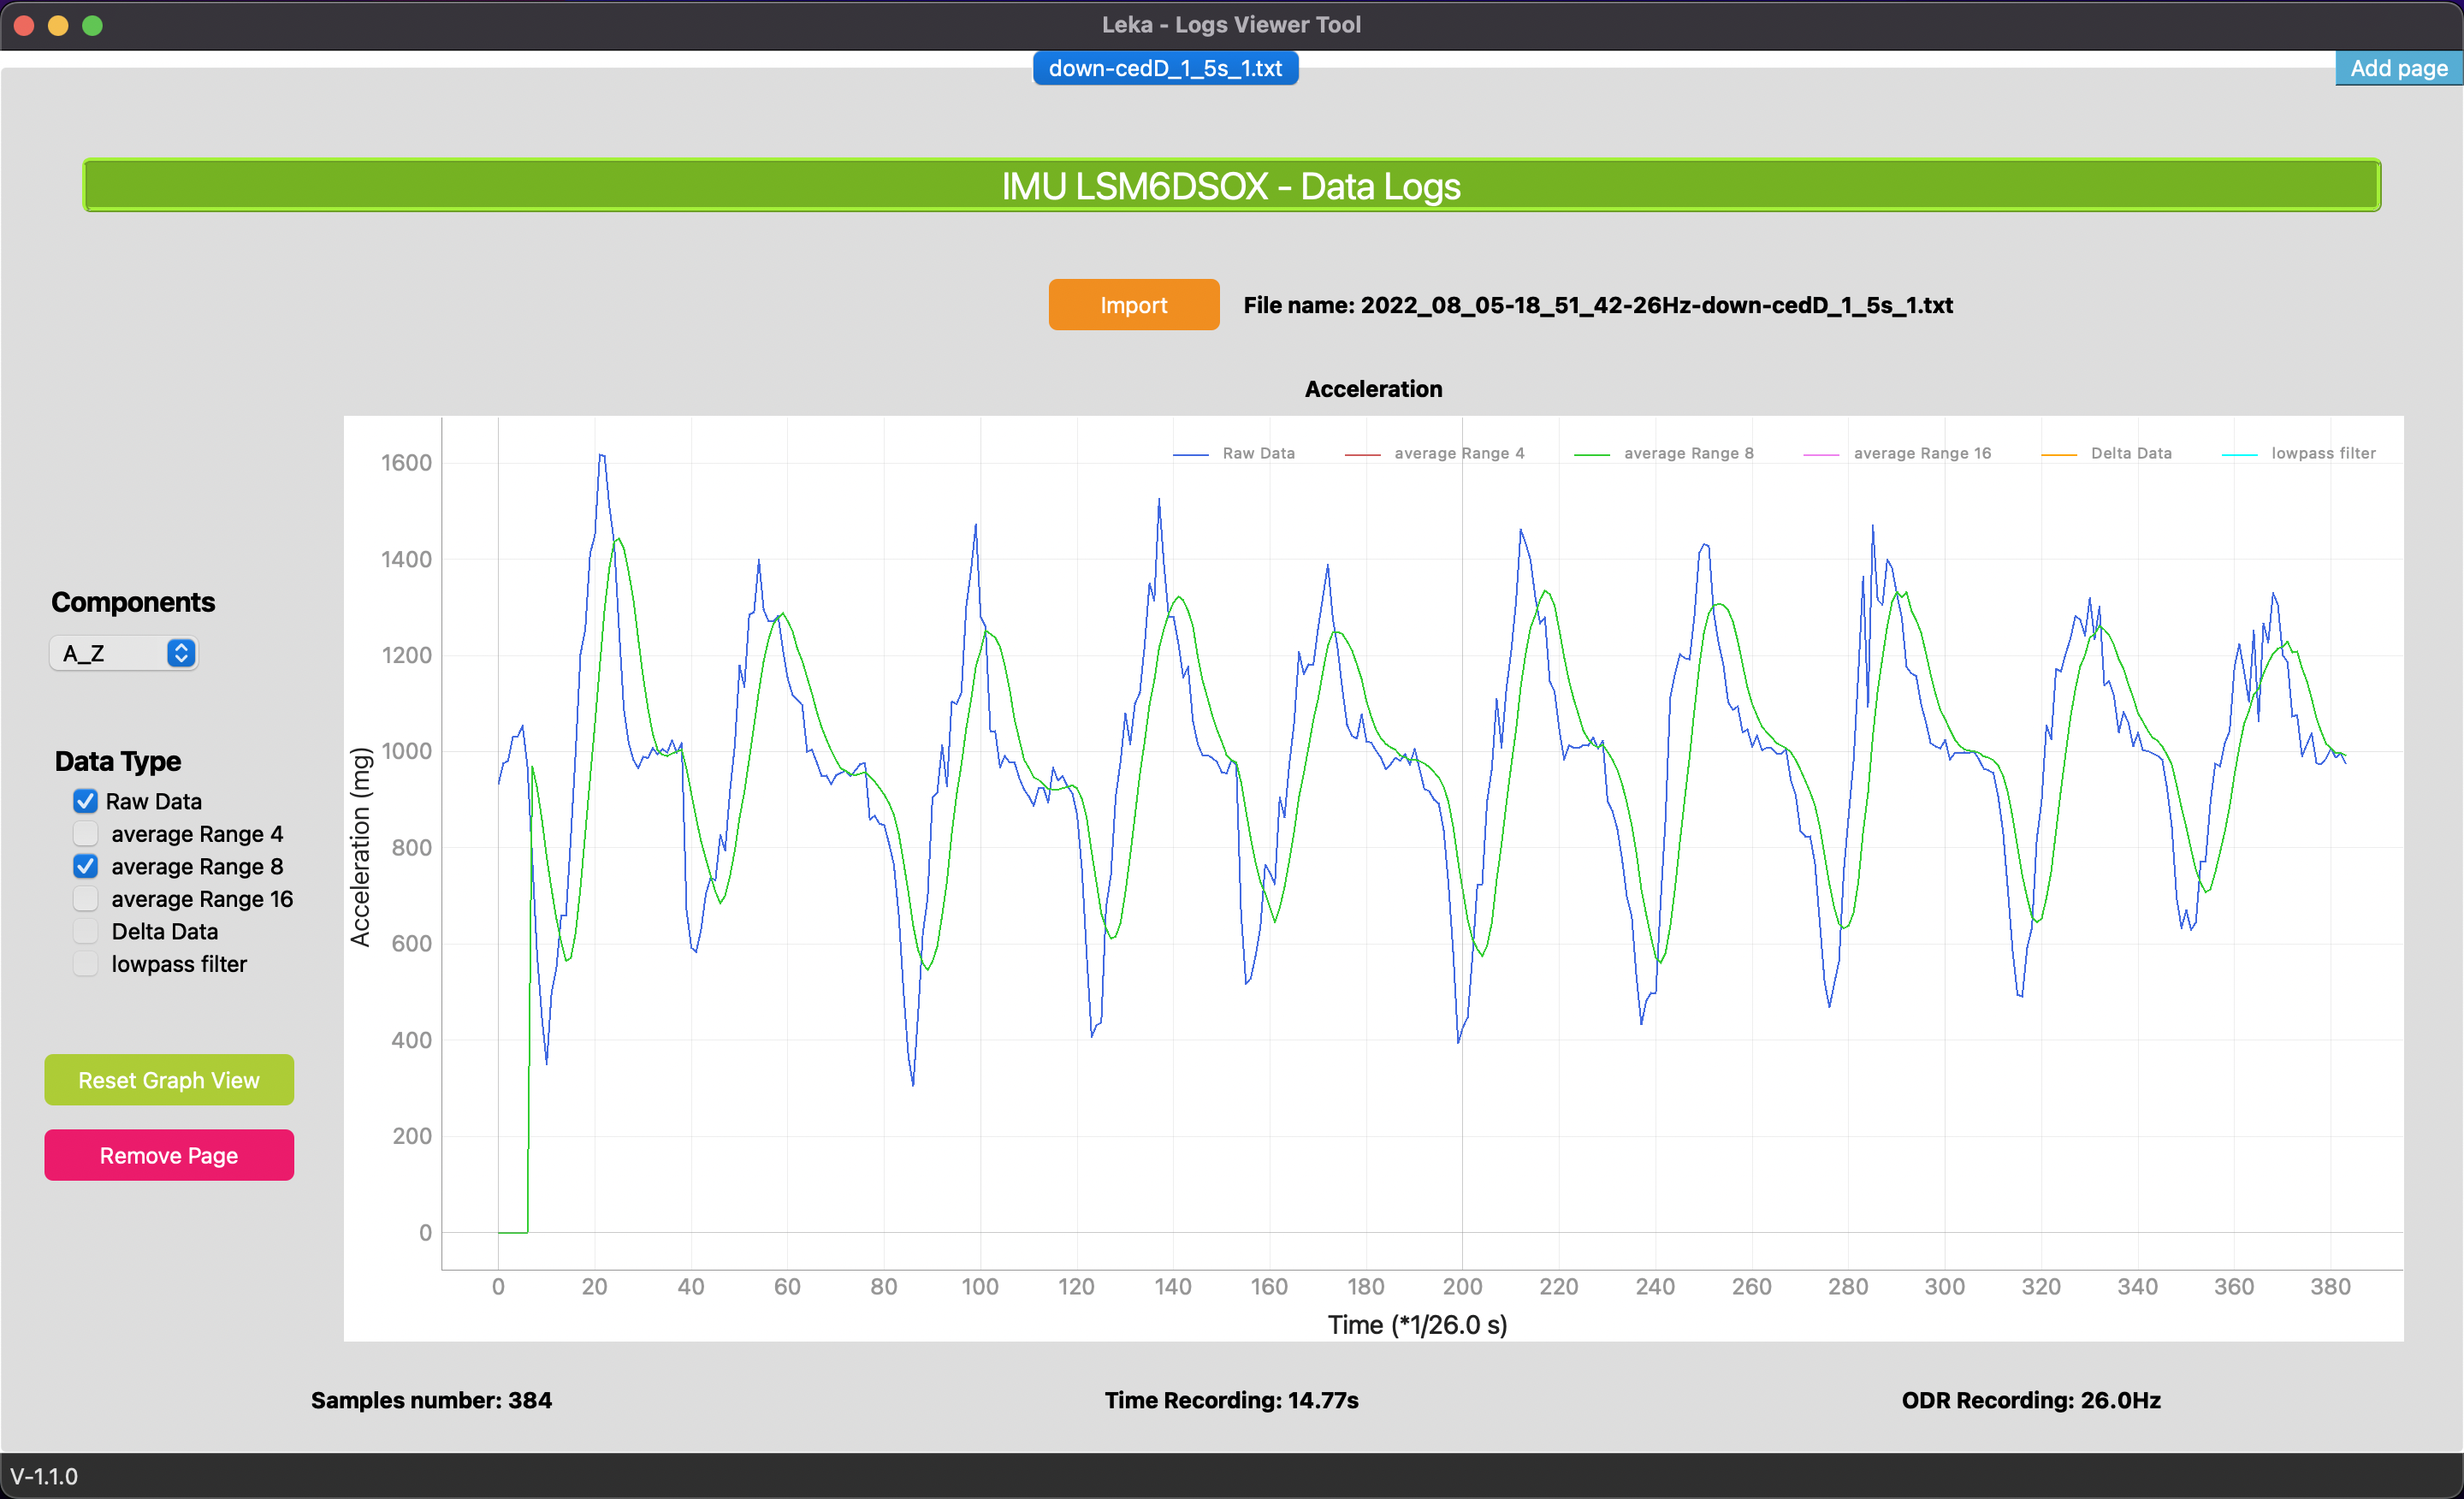 Leka - Logs Viewer Tool
down-cedD_1_5s_1.txt
Add page
IMU LSM6DSOX - Data Logs
Import
File name: 2022_08_05-18_51_42-26Hz-down-cedD_1_5s_1.txt
Acceleration
Components
A_Z
Data Type
Raw Data
average Range 4
average Range 8
average Range 16
Delta Data
lowpass filter
Reset Graph View
Remove Page
Raw Data average Range 4 average Range 8 average Range 16 Delta Data lowpass filter
Acceleration (mg)
1600
1400
1200
1000
800
600
400
200
0
0 20 40 60 80 100 120 140 160 180 200 220 240 260 280 300 320 340 360 380
Time (*1/26.0 s)
Samples number: 384
Time Recording: 14.77s
ODR Recording: 26.0Hz
V-1.1.0